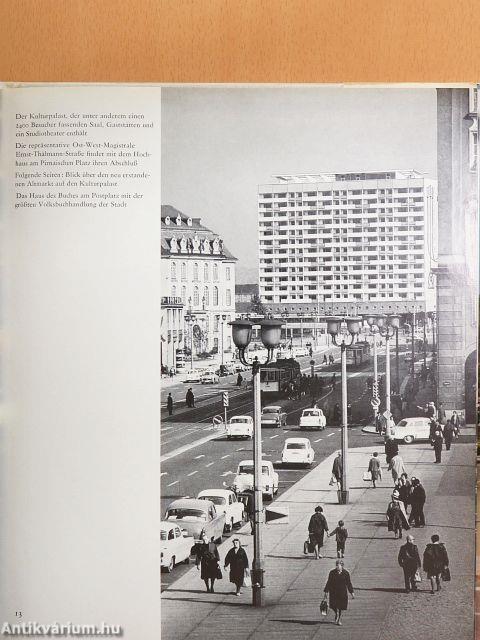 Der Kulturpalast, der unter anderem einen
2400 Besucher fassenden Saal, Gaststätten und
ein Studiotheater enthält
Die repräsentative Ost-West-Magistrale
Ernst-Thälmann-Straße findet mit dem Hoch-
haus am Pirnaischen Platz ihren Abschluß
Folgende Seiten: Blick über den neu erstande-
nen Altmarkt auf den Kulturpalast
Das Haus des Buches am Postplatz mit der
größten Volksbuchhandlung der Stadt
13
Antikvárium.hu